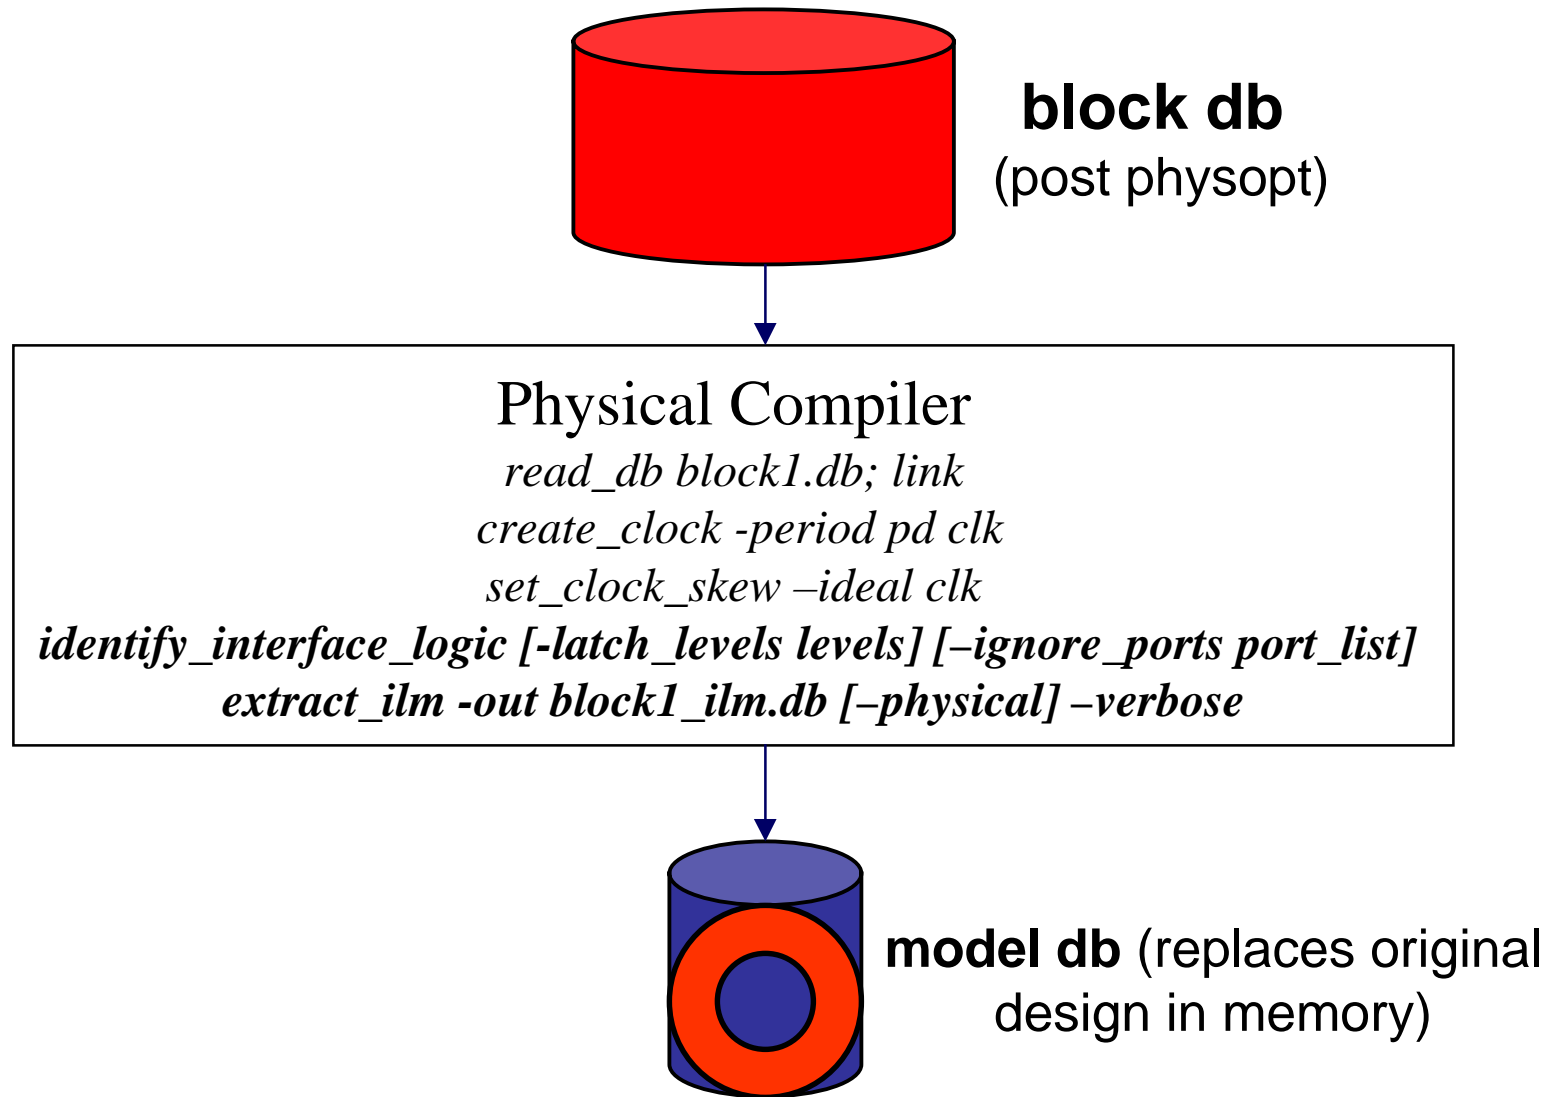 block db
(post physopt)
Physical Compiler
read_db block1.db; link
create_clock -period pd clk
set_clock_skew –ideal clk
identify_interface_logic [-latch_levels levels] [–ignore_ports port_list]
extract_ilm -out block1_ilm.db [–physical] –verbose
model db (replaces original
design in memory)